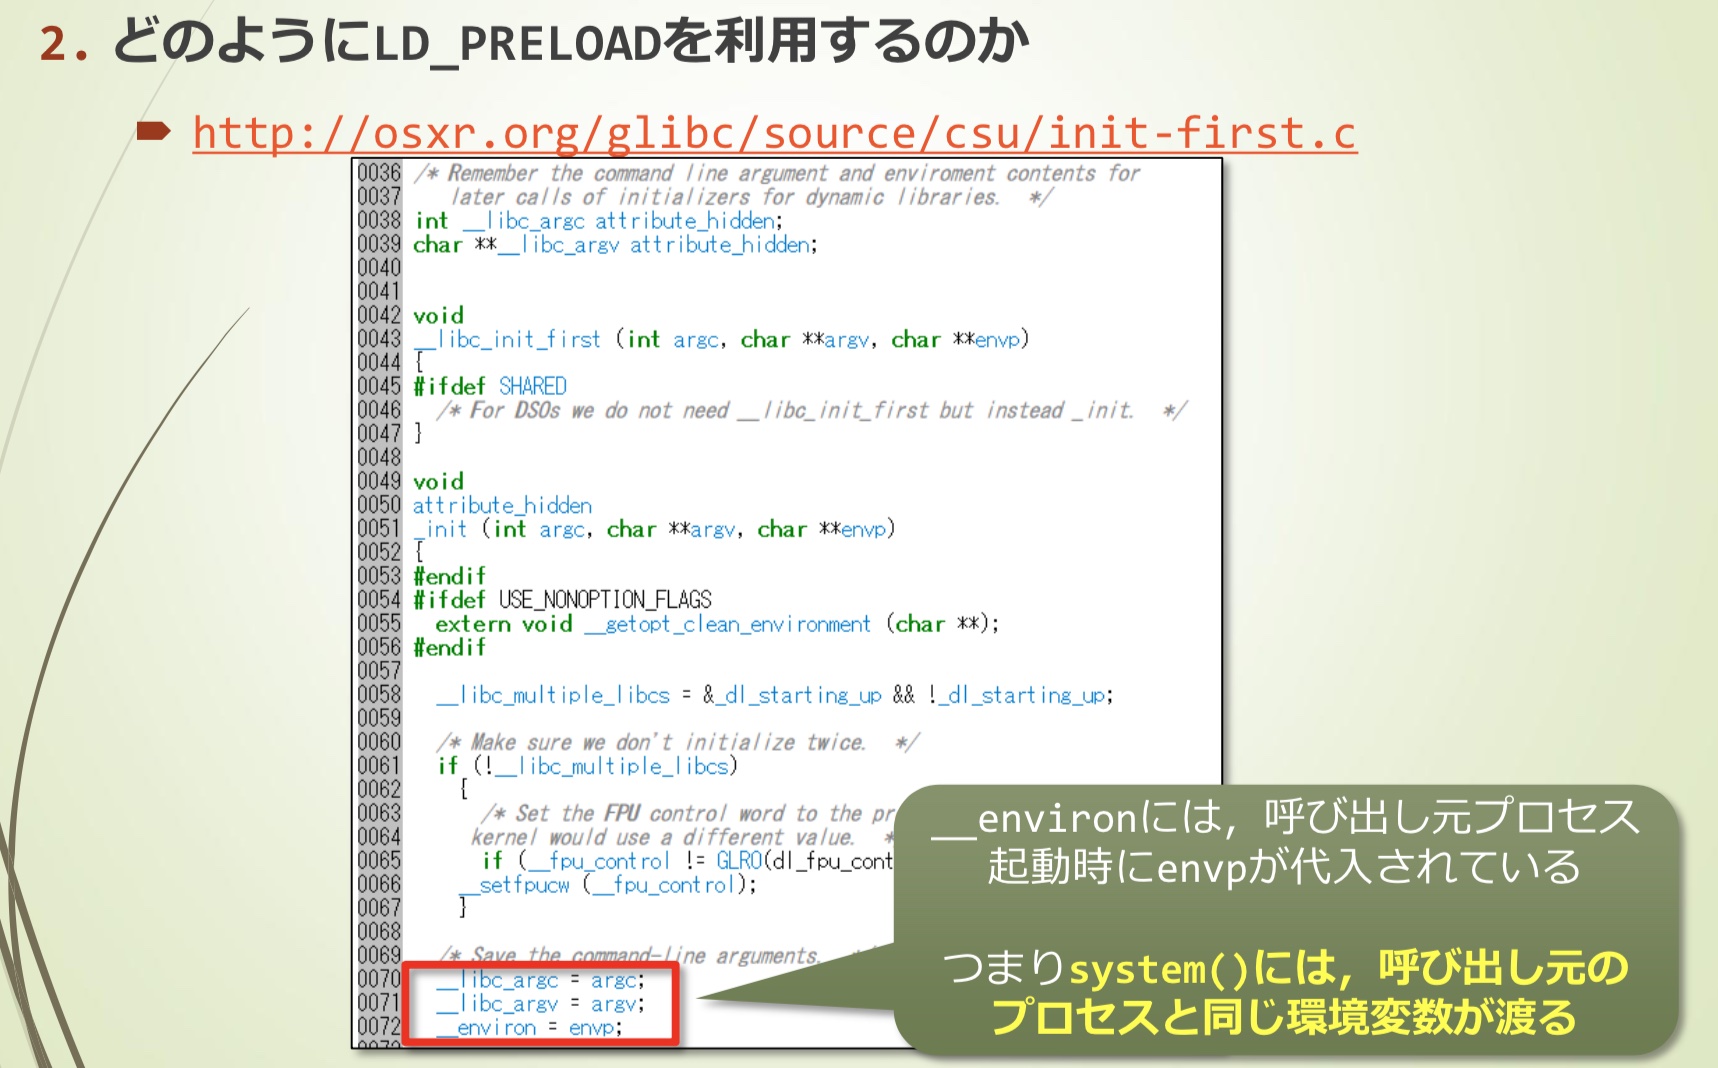 2. どのようにLD_PRELOADを利用するのか
http://osxr.org/glibc/source/csu/init-first.c
0036 /* Remember the command line argument and enviroment contents for
0037 later calls of initializers for dynamic libraries. */
0038 int __libc_argc attribute_hidden;
0039 char **__libc_argv attribute_hidden;
0040
0041
0042 void
0043 __libc_init_first (int argc, char **argv, char **envp)
0044 {
0045 #ifdef SHARED
0046 /* For DSOs we do not need __libc_init_first but instead _init. */
0047 }
0048
0049 void
0050 attribute_hidden
0051 _init (int argc, char **argv, char **envp)
0052 {
0053 #endif
0054 #ifdef USE_NONOPTION_FLAGS
0055 extern void __getopt_clean_environment (char **);
0056 #endif
0057
0058 __libc_multiple_libcs = &_dl_starting_up && !_dl_starting_up;
0059
0060 /* Make sure we don't initialize twice. */
0061 if (!__libc_multiple_libcs)
0062 {
0063 /* Set the FPU control word to the pr
0064 kernel would use a different value. *
0065 if (__fpu_control != GLRO(dl_fpu_cont
0066 __setfpucw (__fpu_control);
0067 }
0068
0069 /* Save the command-line arguments.
0070 __libc_argc = argc;
0071 __libc_argv = argv;
0072 __environ = envp;
__environには，呼び出し元プロセス
起動時にenvpが代入されている
つまりsystem()には，呼び出し元の
プロセスと同じ環境変数が渡る